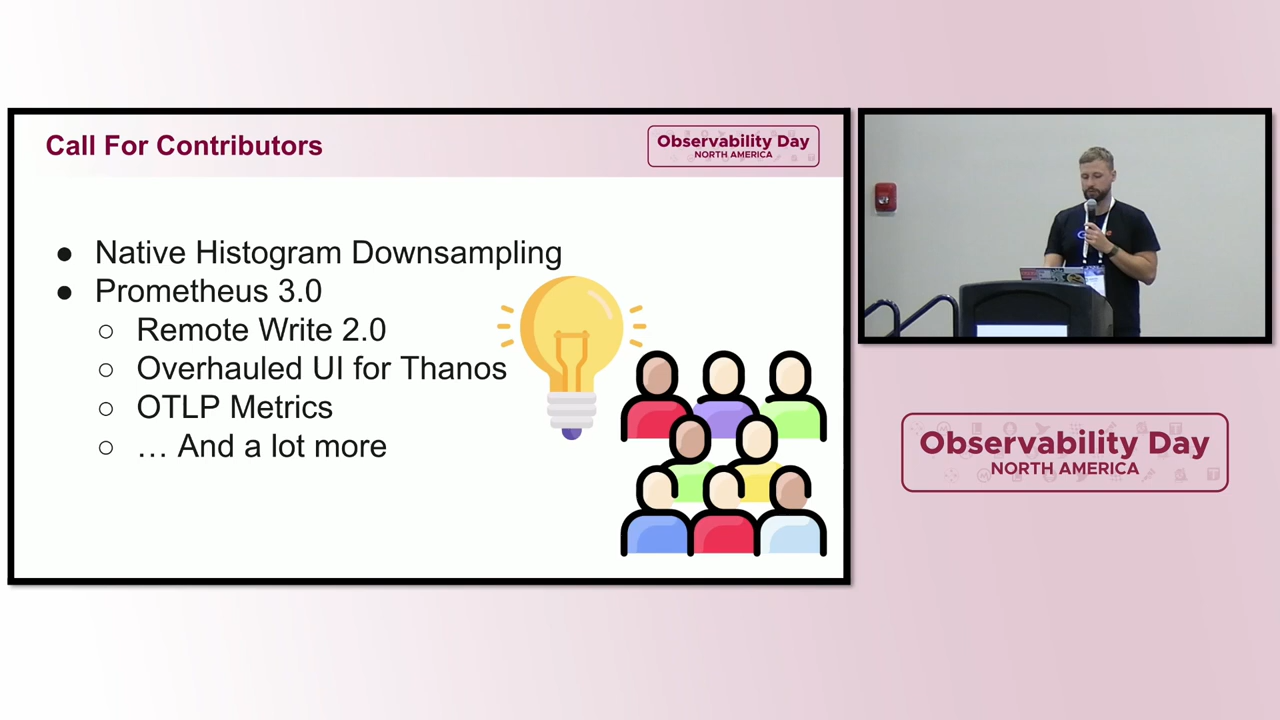 Call For Contributors
Observability Day
NORTH AMERICA
● Native Histogram Downsampling
● Prometheus 3.0
○ Remote Write 2.0
○ Overhauled UI for Thanos
○ OTLP Metrics
○ … And a lot more
Observability Day
NORTH AMERICA